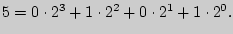 5 = 0 · 2³ + 1 · 2² + 0 · 2¹ + 1 · 2⁰.